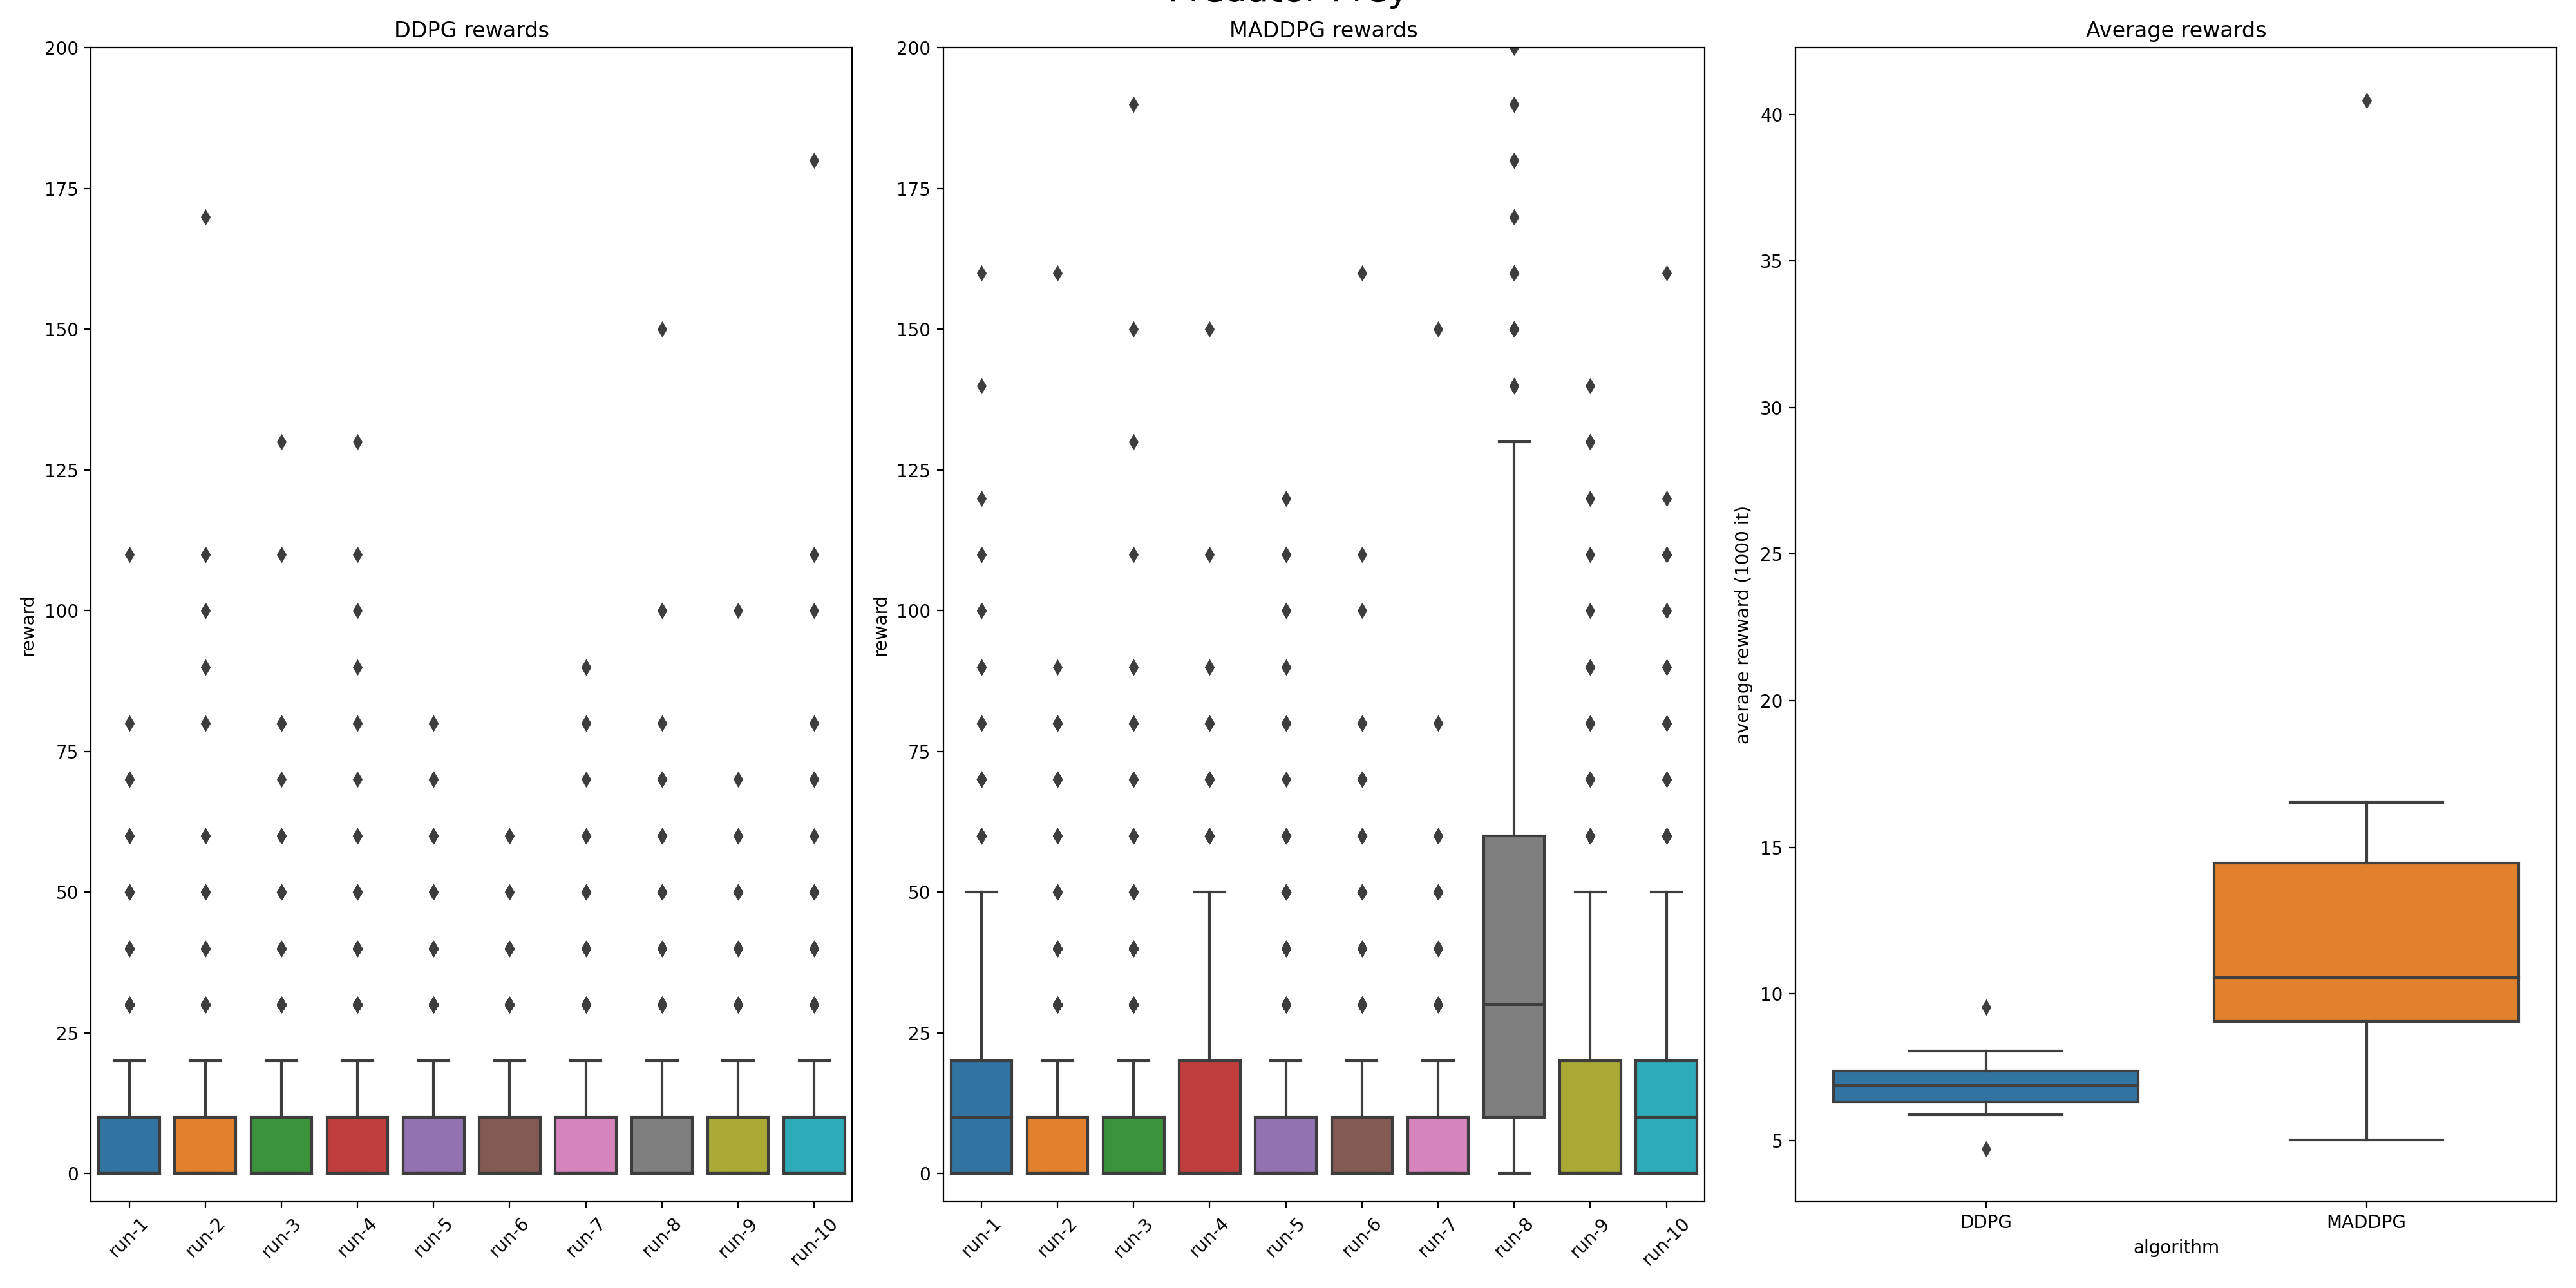 DDPG rewards
MADDPG rewards
Average rewards
200
175
150
125
100
75
50
25
0
reward
run-1
run-2
run-3
run-4
run-5
run-6
run-7
run-8
run-9
run-10
200
175
150
125
100
75
50
25
0
reward
run-1
run-2
run-3
run-4
run-5
run-6
run-7
run-8
run-9
run-10
40
35
30
25
20
15
10
5
average rewward (1000 it)
DDPG
MADDPG
algorithm